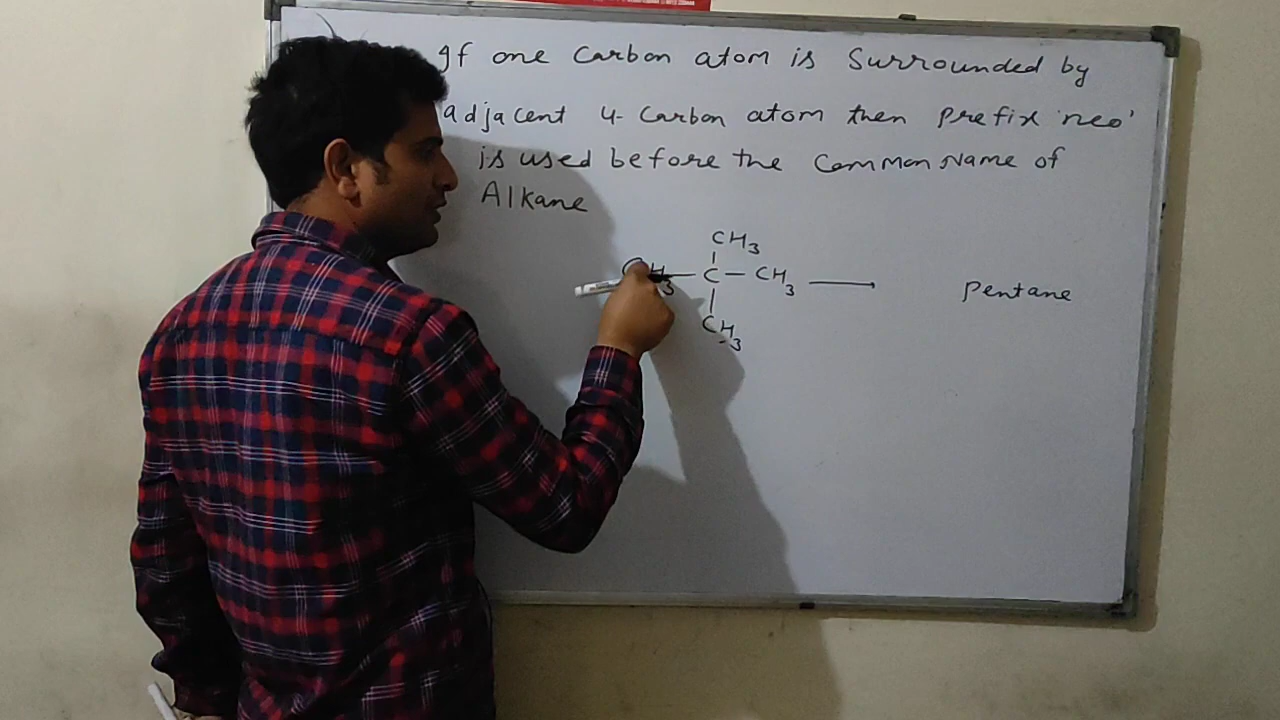 If one Carbon atom is Surrounded by
adjacent 4- Carbon atom then prefix 'neo'
is used before the Common Name of
Alkane
CH3
CH3 — C — CH3 ⟶ pentane
CH3